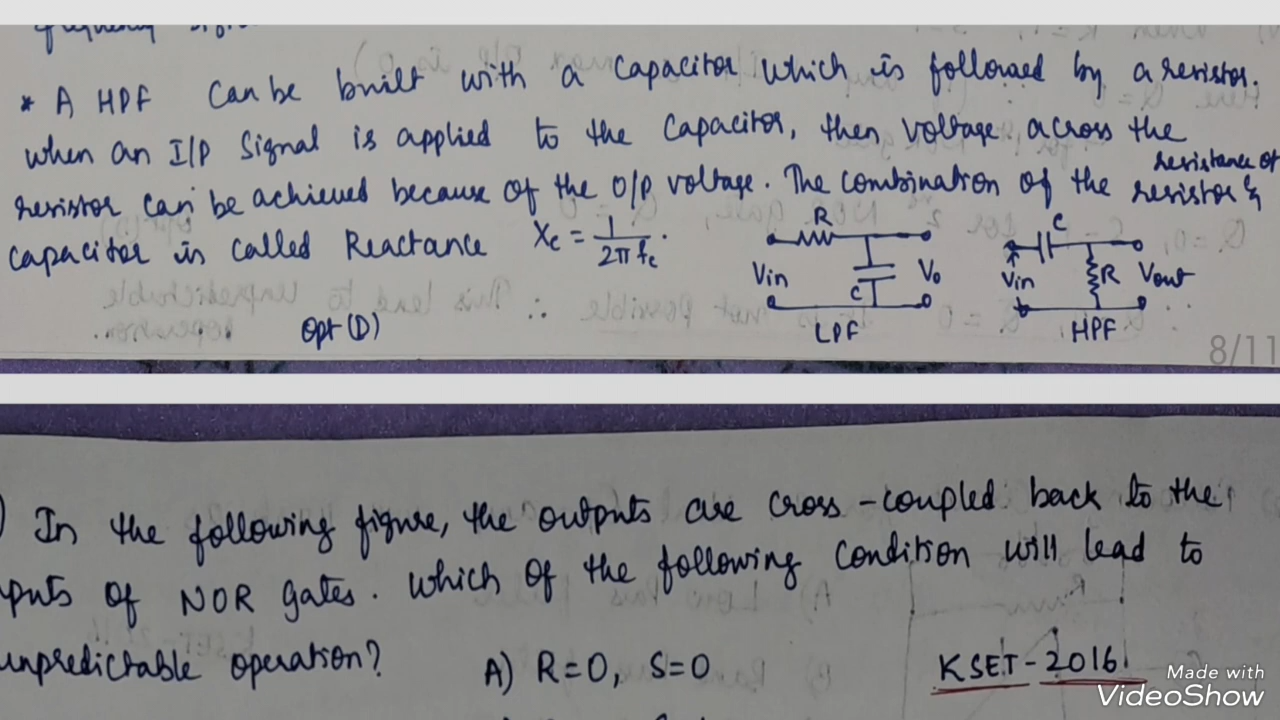 * A HPF can be built with a capacitor which is followed by a resistor.
when an I/P signal is applied to the capacitor, then voltage across the
resistance of
resistor can be achieved because of the O/P voltage. The combination of the resistor &
capacitor is called Reactance Xc = 1/2π fc .
R
C
Vin
C
Vo
Vin
R
Vout
Opt (D)
LPF
HPF
8/11
) In the following figure, the outputs are cross-coupled back to the
puts of NOR gates. which of the following condition will lead to
unpredictable operation?
A) R=0, S=0
KSET-2016
Made with
VideoShow